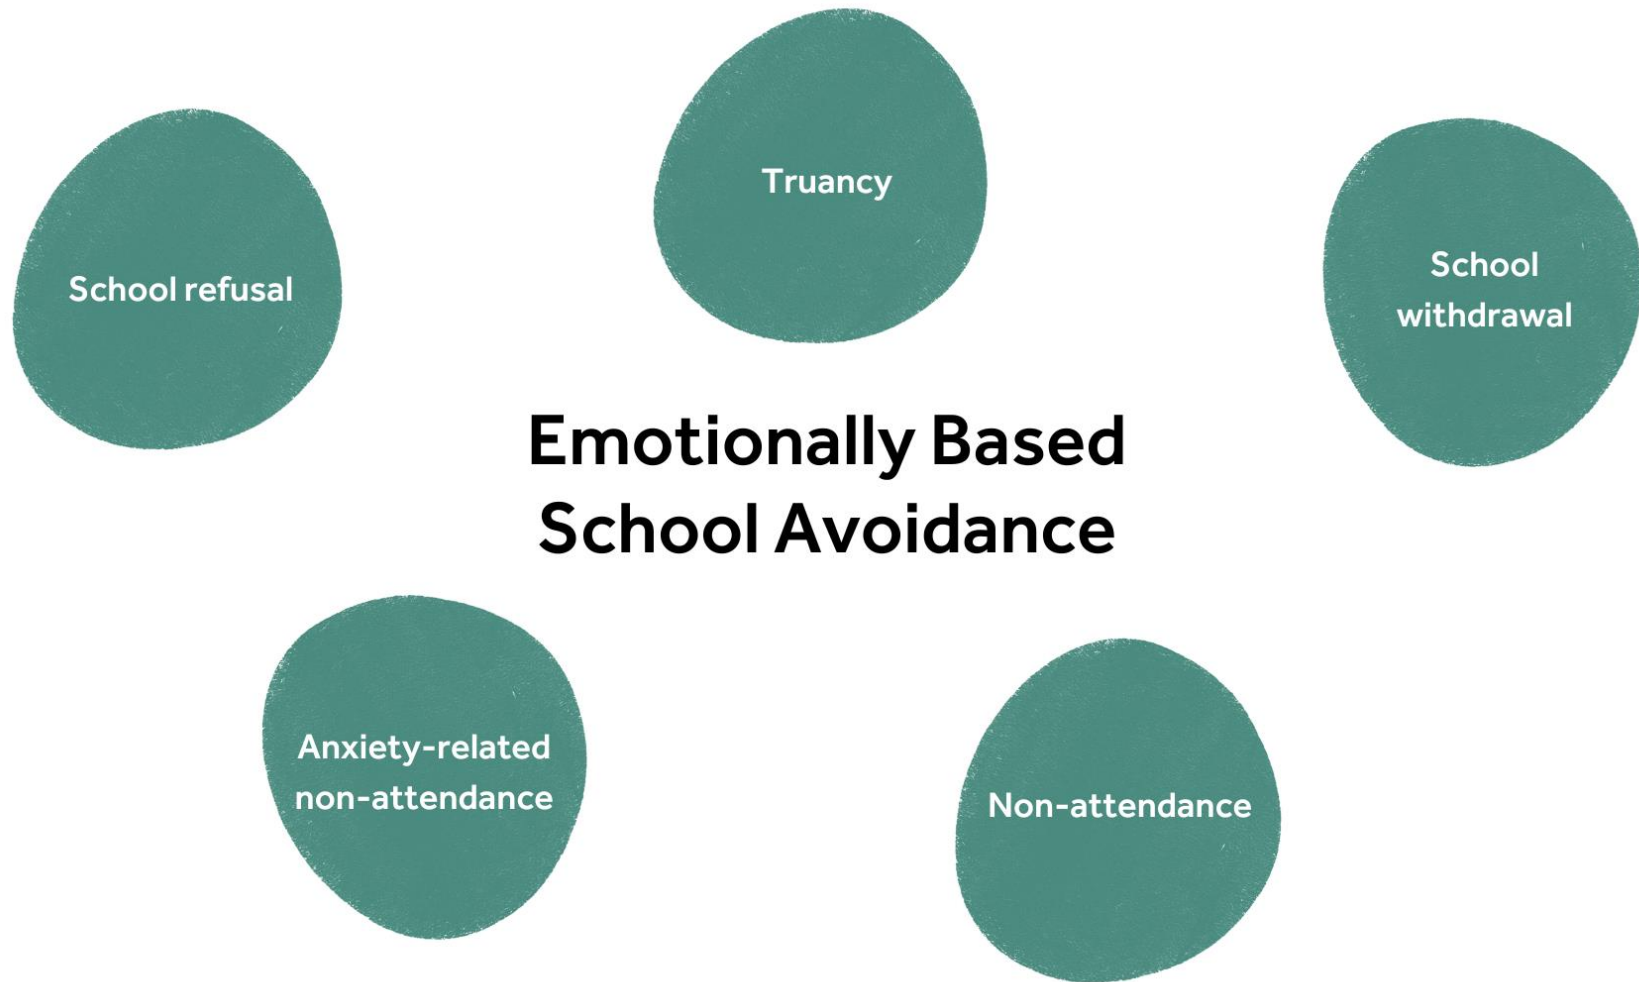 Truancy
School refusal
School
withdrawal
Emotionally Based
School Avoidance
Anxiety-related
non-attendance
Non-attendance